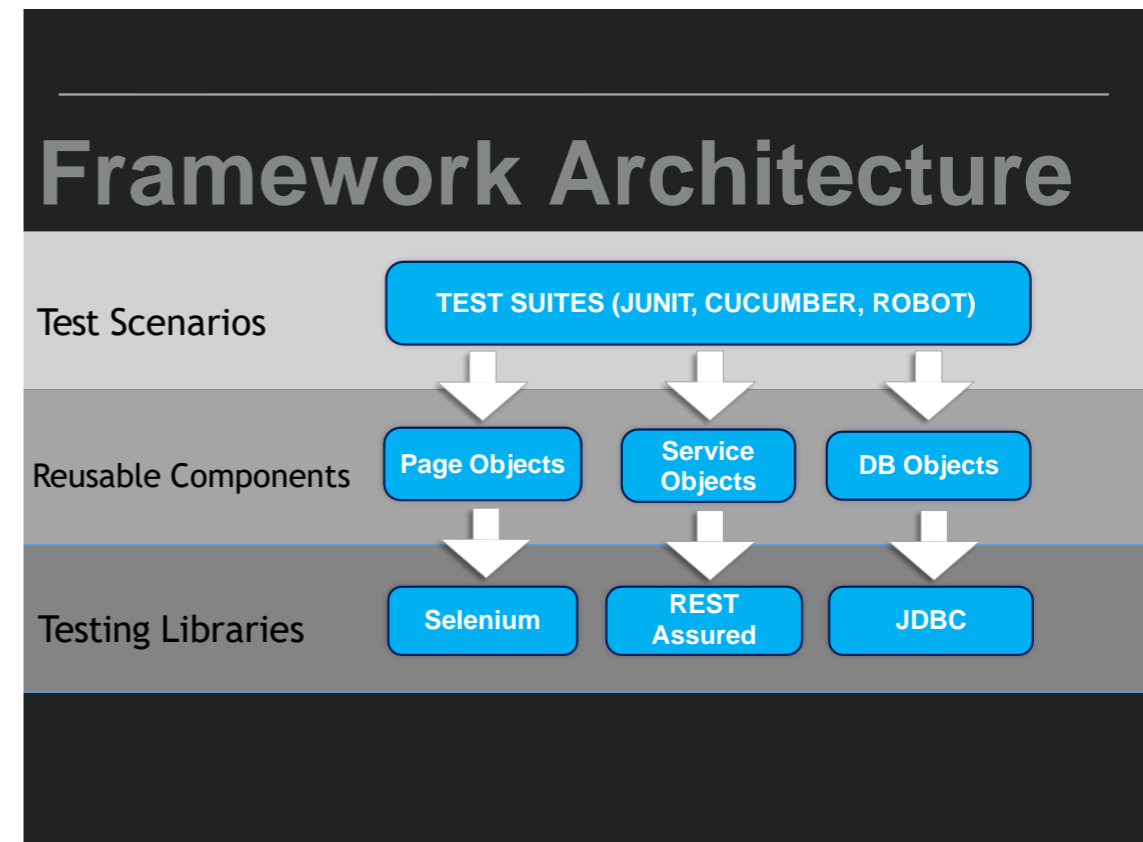 Framework Architecture
Test Scenarios
TEST SUITES (JUNIT, CUCUMBER, ROBOT)
Reusable Components
Page Objects
Service
Objects
DB Objects
Testing Libraries
Selenium
REST
Assured
JDBC